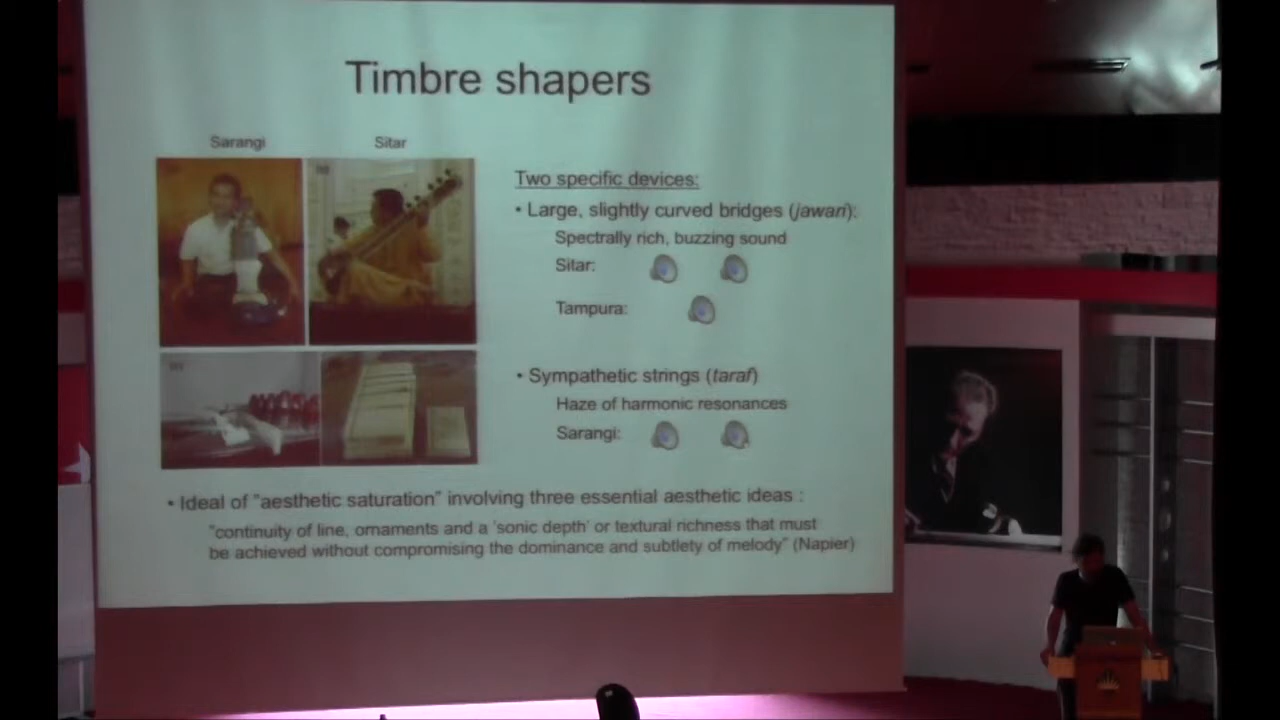 Timbre shapers
Sarangi
Sitar
Two specific devices:
• Large, slightly curved bridges (jawari):
Spectrally rich, buzzing sound
Sitar:
Tampura:
• Sympathetic strings (taraf)
Haze of harmonic resonances
Sarangi:
• Ideal of "aesthetic saturation" involving three essential aesthetic ideas :
"continuity of line, ornaments and a 'sonic depth' or textural richness that must
be achieved without compromising the dominance and subtlety of melody" (Napier)